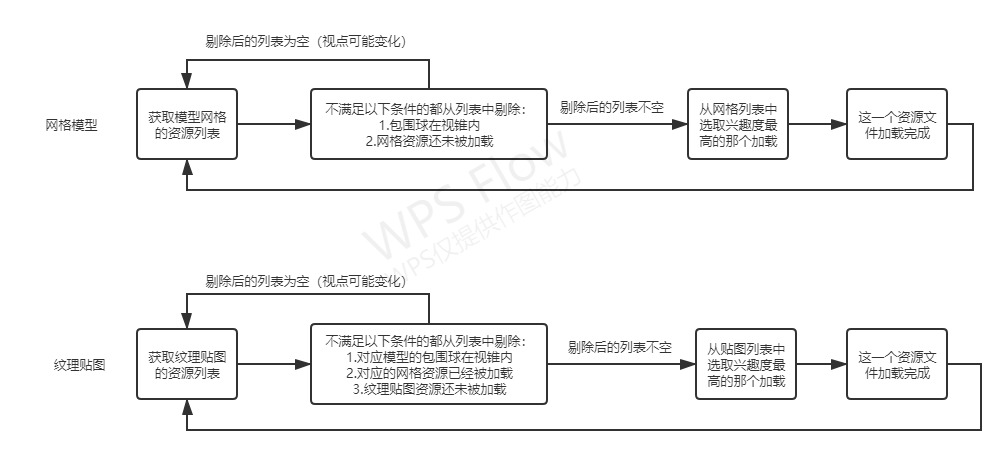 剔除后的列表为空（视点可能变化）
网格模型
获取模型网格
的资源列表
不满足以下条件的都从列表中剔除：
1.包围球在视锥内
2.网格资源还未被加载
剔除后的列表不空
从网格列表中
选取兴趣度最
高的那个加载
这一个资源文
件加载完成
WPS Flow
WPS仅提供作图能力
剔除后的列表为空（视点可能变化）
纹理贴图
获取纹理贴图
的资源列表
不满足以下条件的都从列表中剔除：
1.对应模型的包围球在视锥内
2.对应的网格资源已经被加载
3.纹理贴图资源还未被加载
剔除后的列表不空
从贴图列表中
选取兴趣度最
高的那个加载
这一个资源文
件加载完成